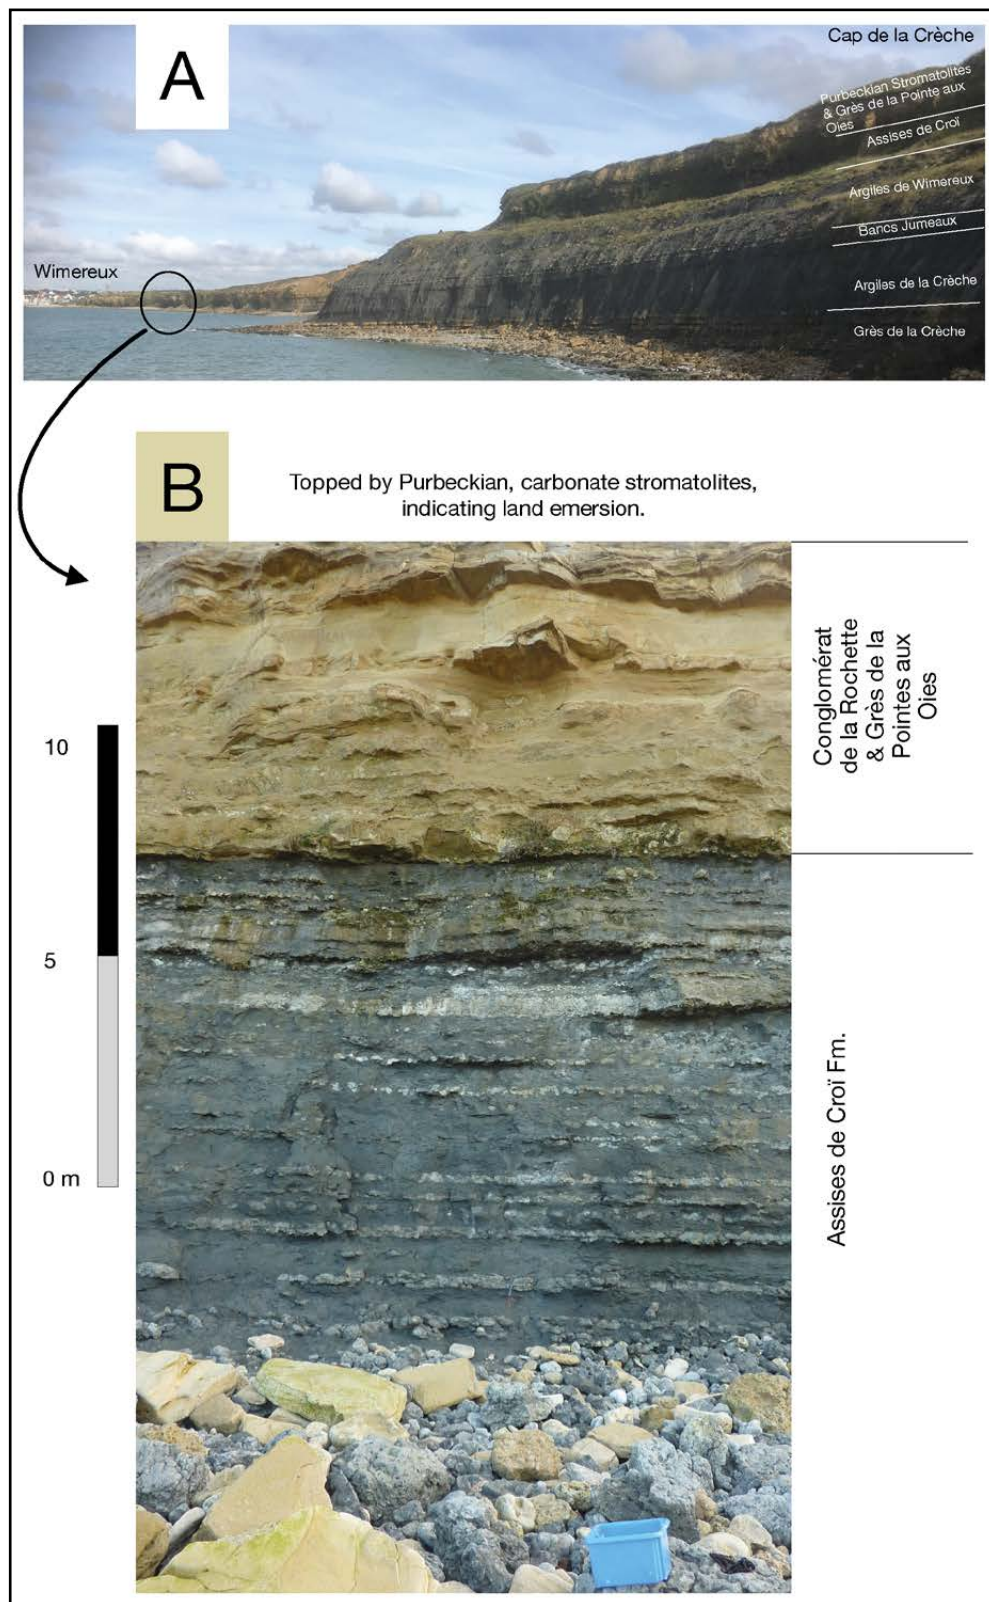 A
Cap de la Crèche
Purbeckian Stromatolites
& Grès de la Pointe aux
Oies
Assises de Croï
Argiles de Wimereux
Bancs Jumeaux
Argiles de la Crèche
Grès de la Crèche
Wimereux
B
Topped by Purbeckian, carbonate stromatolites,
indicating land emersion.
Conglomérat
de la Rochette
& Grès de la
Pointes aux
Oies
10
5
0 m
Assises de Croï Fm.